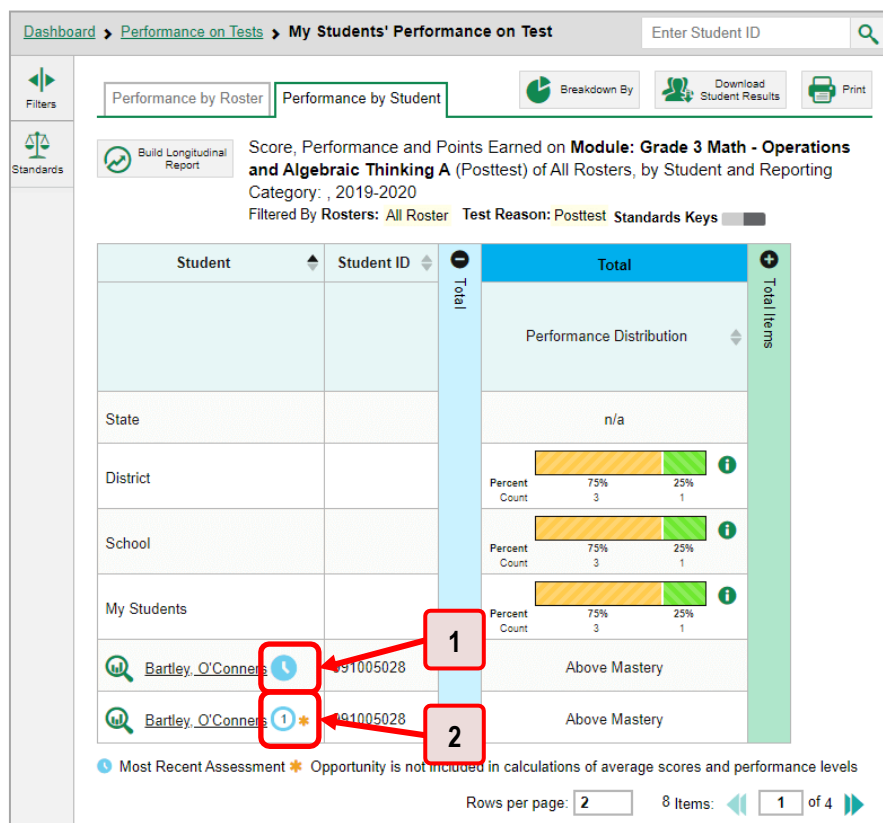 Dashboard > Performance on Tests > My Students' Performance on Test
Enter Student ID
Filters
Standards
Performance by Roster
Performance by Student
Breakdown By
Download
Student Results
Print
Build Longitudinal
Report
Score, Performance and Points Earned on Module: Grade 3 Math - Operations
and Algebraic Thinking A (Posttest) of All Rosters, by Student and Reporting
Category: , 2019-2020
Filtered By Rosters: All Roster Test Reason: Posttest Standards Keys
Student
Student ID
Total
Total
Total Items
Performance Distribution
State
n/a
District
Percent 75% 25%
Count 3 1
School
Percent 75% 25%
Count 3 1
My Students
Percent 75% 25%
Count 3 1
1
Bartley, O'Conners
991005028
Above Mastery
2
Bartley, O'Conners 1 *
991005028
Above Mastery
Most Recent Assessment * Opportunity is not included in calculations of average scores and performance levels
Rows per page: 2
8 Items: 1 of 4